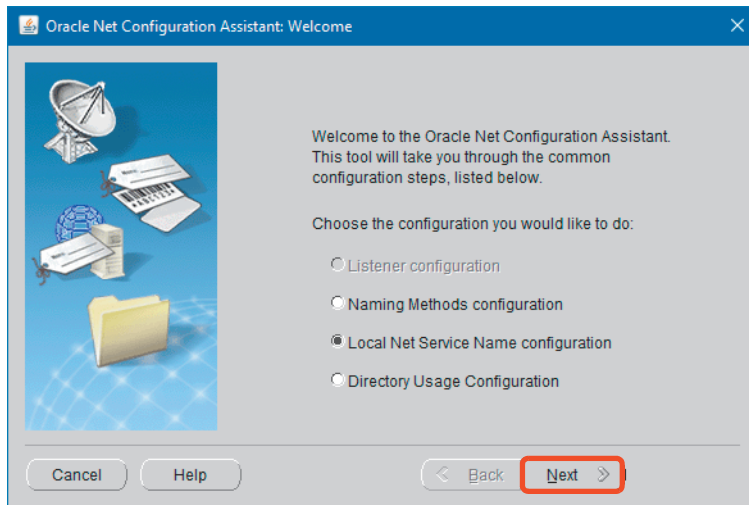 Oracle Net Configuration Assistant: Welcome
Welcome to the Oracle Net Configuration Assistant.
This tool will take you through the common
configuration steps, listed below.
Choose the configuration you would like to do:
Listener configuration
Naming Methods configuration
Local Net Service Name configuration
Directory Usage Configuration
Cancel
Help
Back
Next